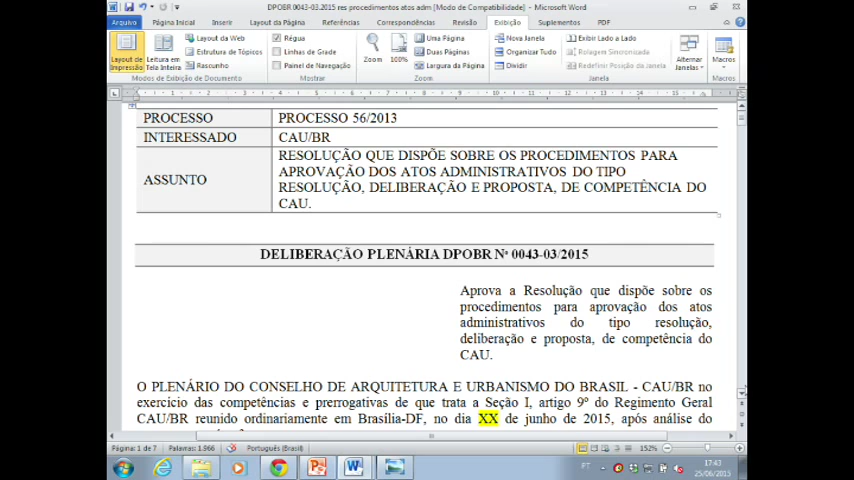 DPOBR 0043-03.2015 res procedimentos atos adm [Modo de Compatibilidade] - Microsoft Word
Arquivo Página Inicial Inserir Layout da Página Referências Correspondências Revisão Exibição Suplementos PDF
Layout de Impressão Leitura em Tela Inteira
Layout da Web
Estrutura de Tópicos
Rascunho
Modos de Exibição de Documento
Régua
Linhas de Grade
Painel de Navegação
Mostrar
Zoom 100%
Uma Página
Duas Páginas
Largura da Página
Zoom
Nova Janela
Organizar Tudo
Dividir
Exibir Lado a Lado
Rolagem Sincronizada
Redefinir Posição da Janela
Alternar Janelas
Janela
Macros
Macros
PROCESSO PROCESSO 56/2013
INTERESSADO CAU/BR
ASSUNTO
RESOLUÇÃO QUE DISPÕE SOBRE OS PROCEDIMENTOS PARA
APROVAÇÃO DOS ATOS ADMINISTRATIVOS DO TIPO
RESOLUÇÃO, DELIBERAÇÃO E PROPOSTA, DE COMPETÊNCIA DO
CAU.
DELIBERAÇÃO PLENÁRIA DPOBR Nº 0043-03/2015
Aprova a Resolução que dispõe sobre os
procedimentos para aprovação dos atos
administrativos do tipo resolução,
deliberação e proposta, de competência do
CAU.
O PLENÁRIO DO CONSELHO DE ARQUITETURA E URBANISMO DO BRASIL - CAU/BR no
exercício das competências e prerrogativas de que trata a Seção I, artigo 9º do Regimento Geral
CAU/BR reunido ordinariamente em Brasília-DF, no dia XX de junho de 2015, após análise do
Página: 1 de 7 Palavras: 1.966 Português (Brasil) 152%
PT 17:43
25/06/2015